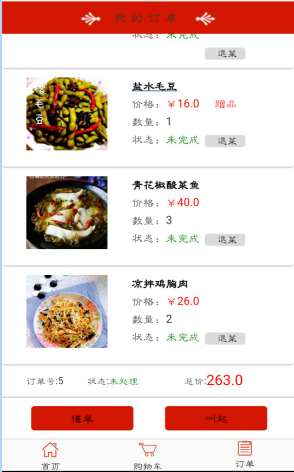 我的订单
状态：未完成
退菜
盐水毛豆
价格：￥16.0 赠品
数量：1
状态：未完成 退菜
青花椒酸菜鱼
价格：￥40.0
数量：3
状态：未完成 退菜
凉拌鸡胸肉
价格：￥26.0
数量：2
状态：未完成 退菜
订单号:5 状态:未处理 总价:263.0
催单 叫起
首页 购物车 订单